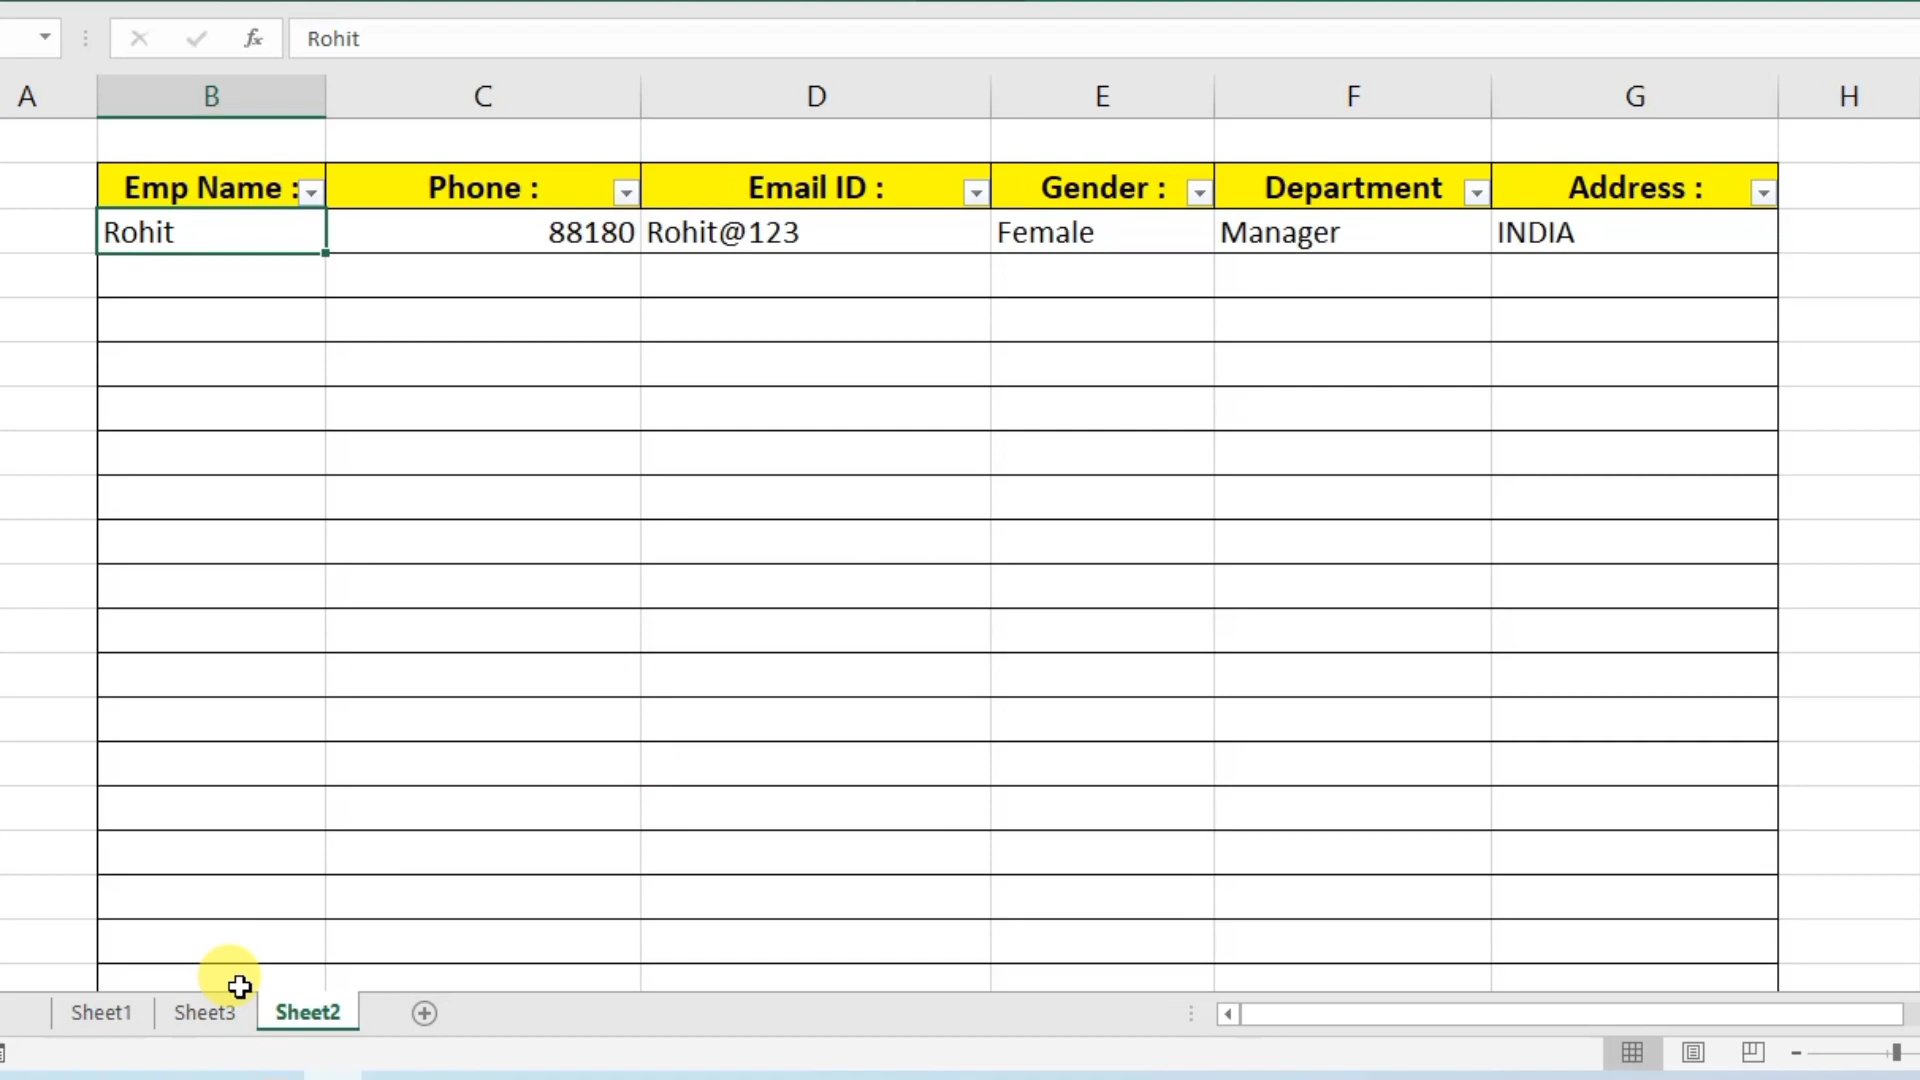 fx Rohit
A B C D E F G H
Emp Name : Phone : Email ID : Gender : Department Address :
Rohit 88180 Rohit@123 Female Manager INDIA
Sheet1 Sheet3 Sheet2